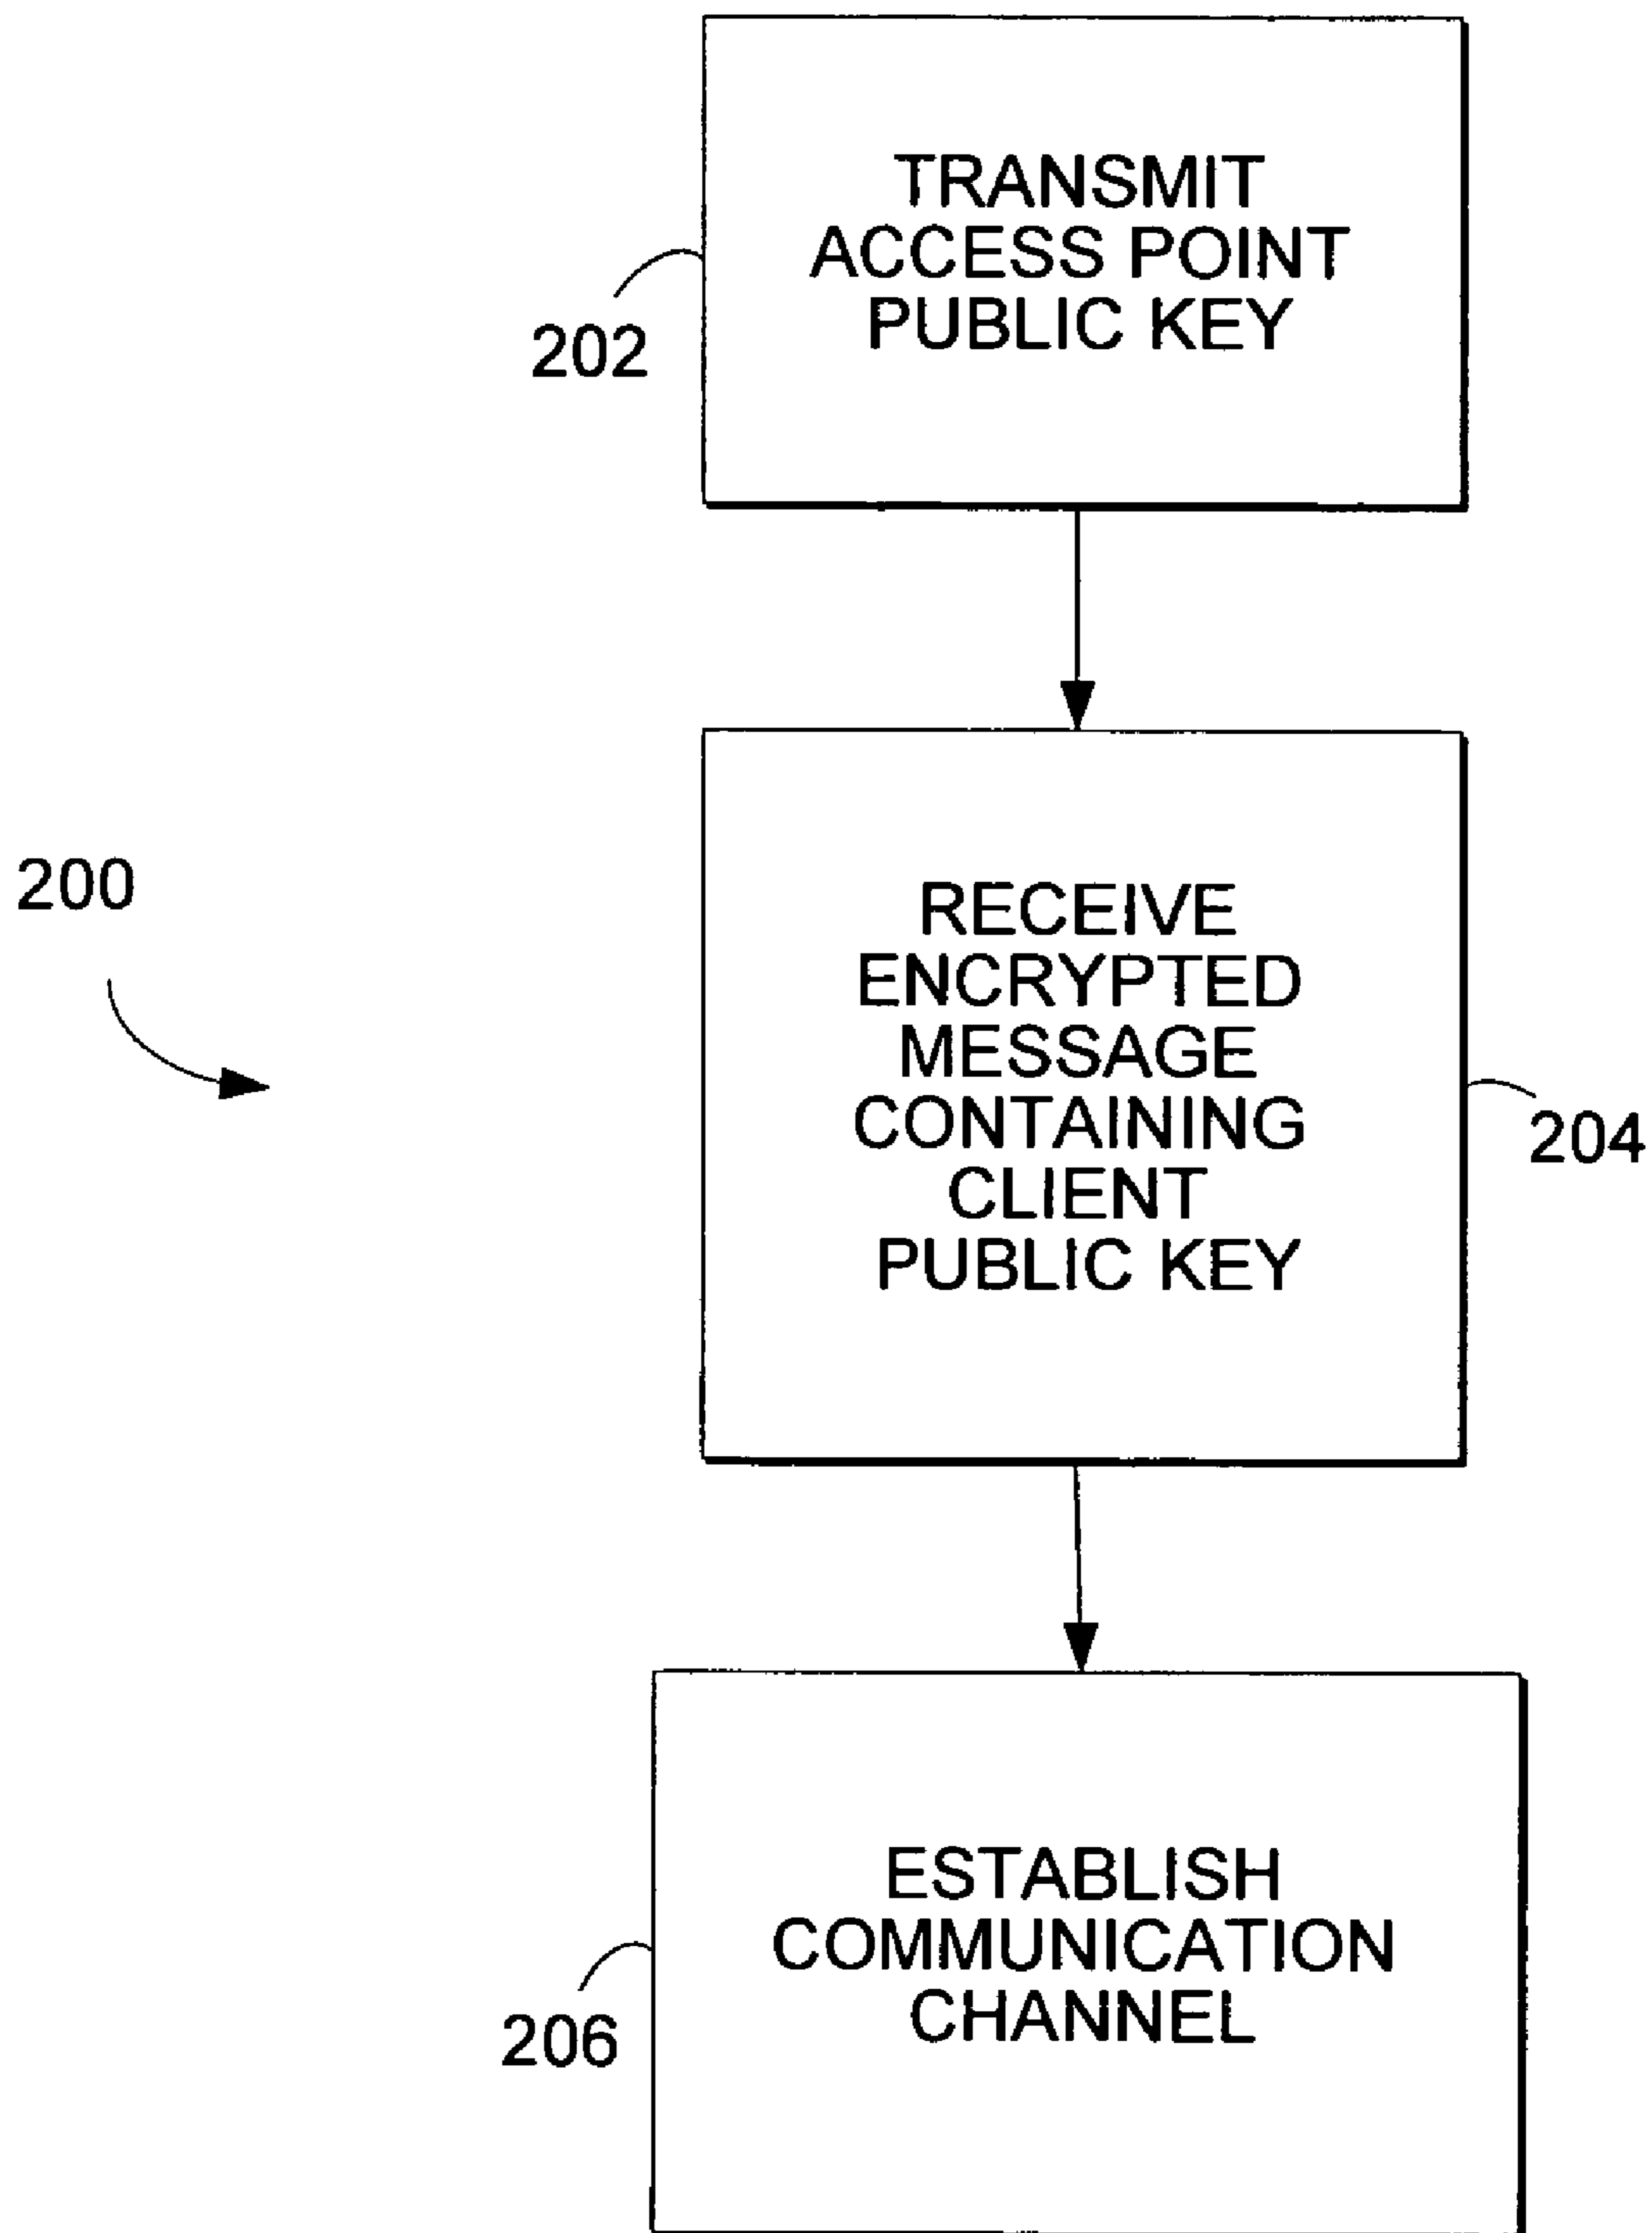 TRANSMIT
ACCESS POINT
PUBLIC KEY
202
200
RECEIVE
ENCRYPTED
MESSAGE
CONTAINING
CLIENT
PUBLIC KEY
204
ESTABLISH
COMMUNICATION
CHANNEL
206